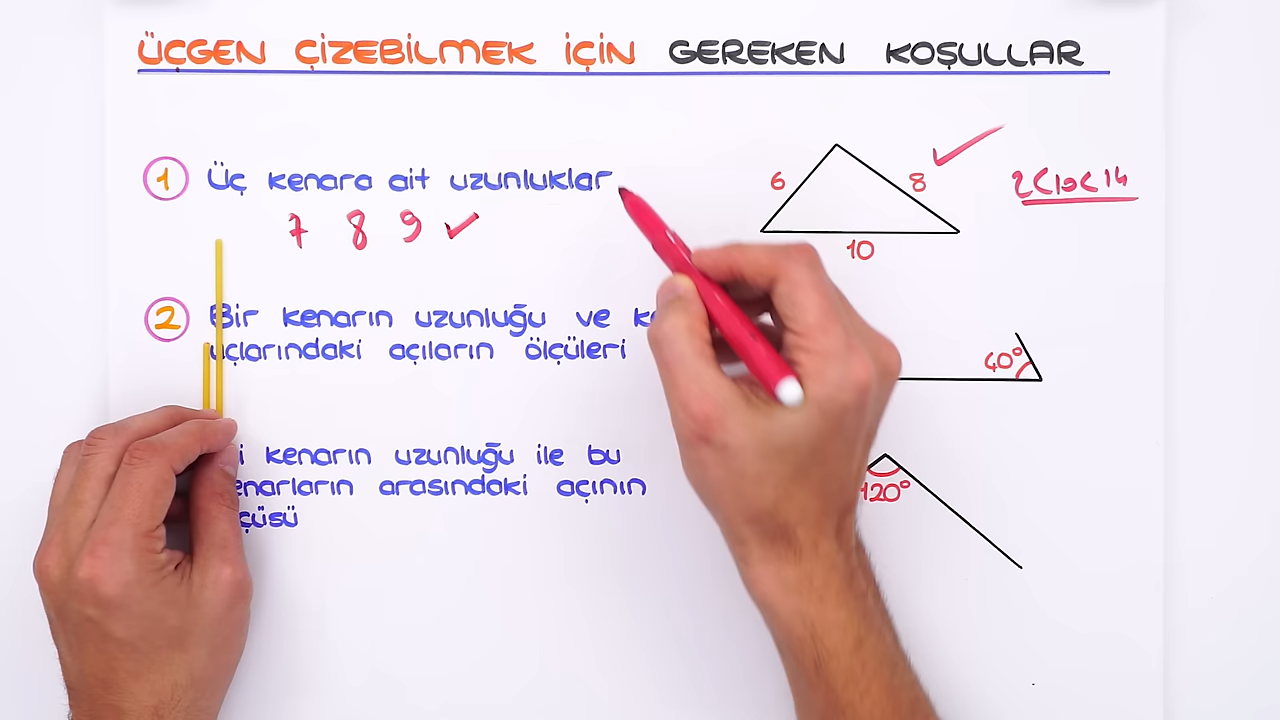 ÜÇGEN ÇİZEBİLMEK İÇİN GEREKEN KOŞULLAR
1 Üç kenara ait uzunluklar
7 8 9 ✓
6 8 ✓
10
2<10<14
2 Bir kenarın uzunluğu ve
uçlarındaki açıların ölçüleri
40°
kenarın uzunluğu ile bu
arasındaki açının
120°